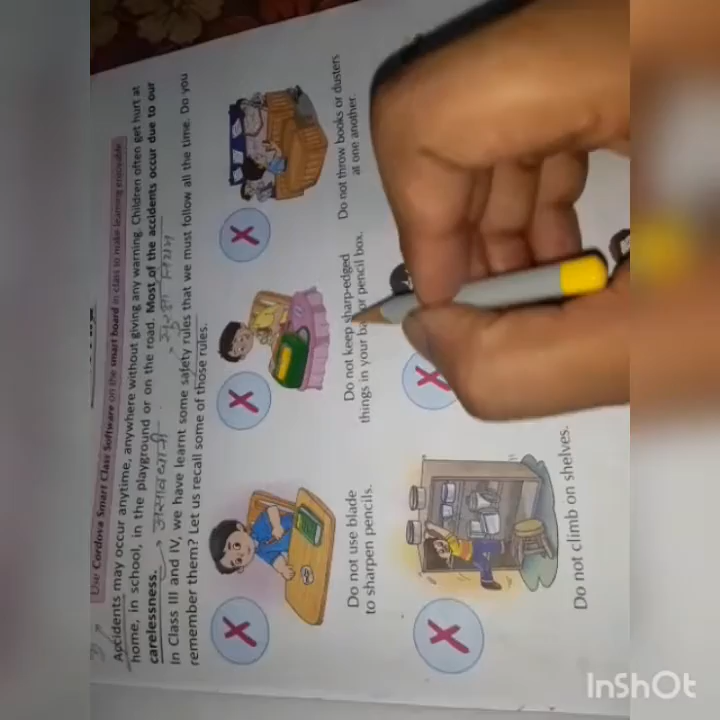 Use Cordova Smart Class Software on the smart board in class to make learning enjoyable.
Accidents may occur anytime, anywhere without giving any warning. Children often get hurt at
home, in school, in the playground or on the road. Most of the accidents occur due to our
carelessness. → असावधानी → सुरक्षा नियम
In Class III and IV, we have learnt some safety rules that we must follow all the time. Do you
remember them? Let us recall some of those rules.
Do not use blade
to sharpen pencils.
Do not keep sharp-edged
things in your or pencil box.
Do not throw books or dusters
at one another.
Do not climb on shelves.
InShOt